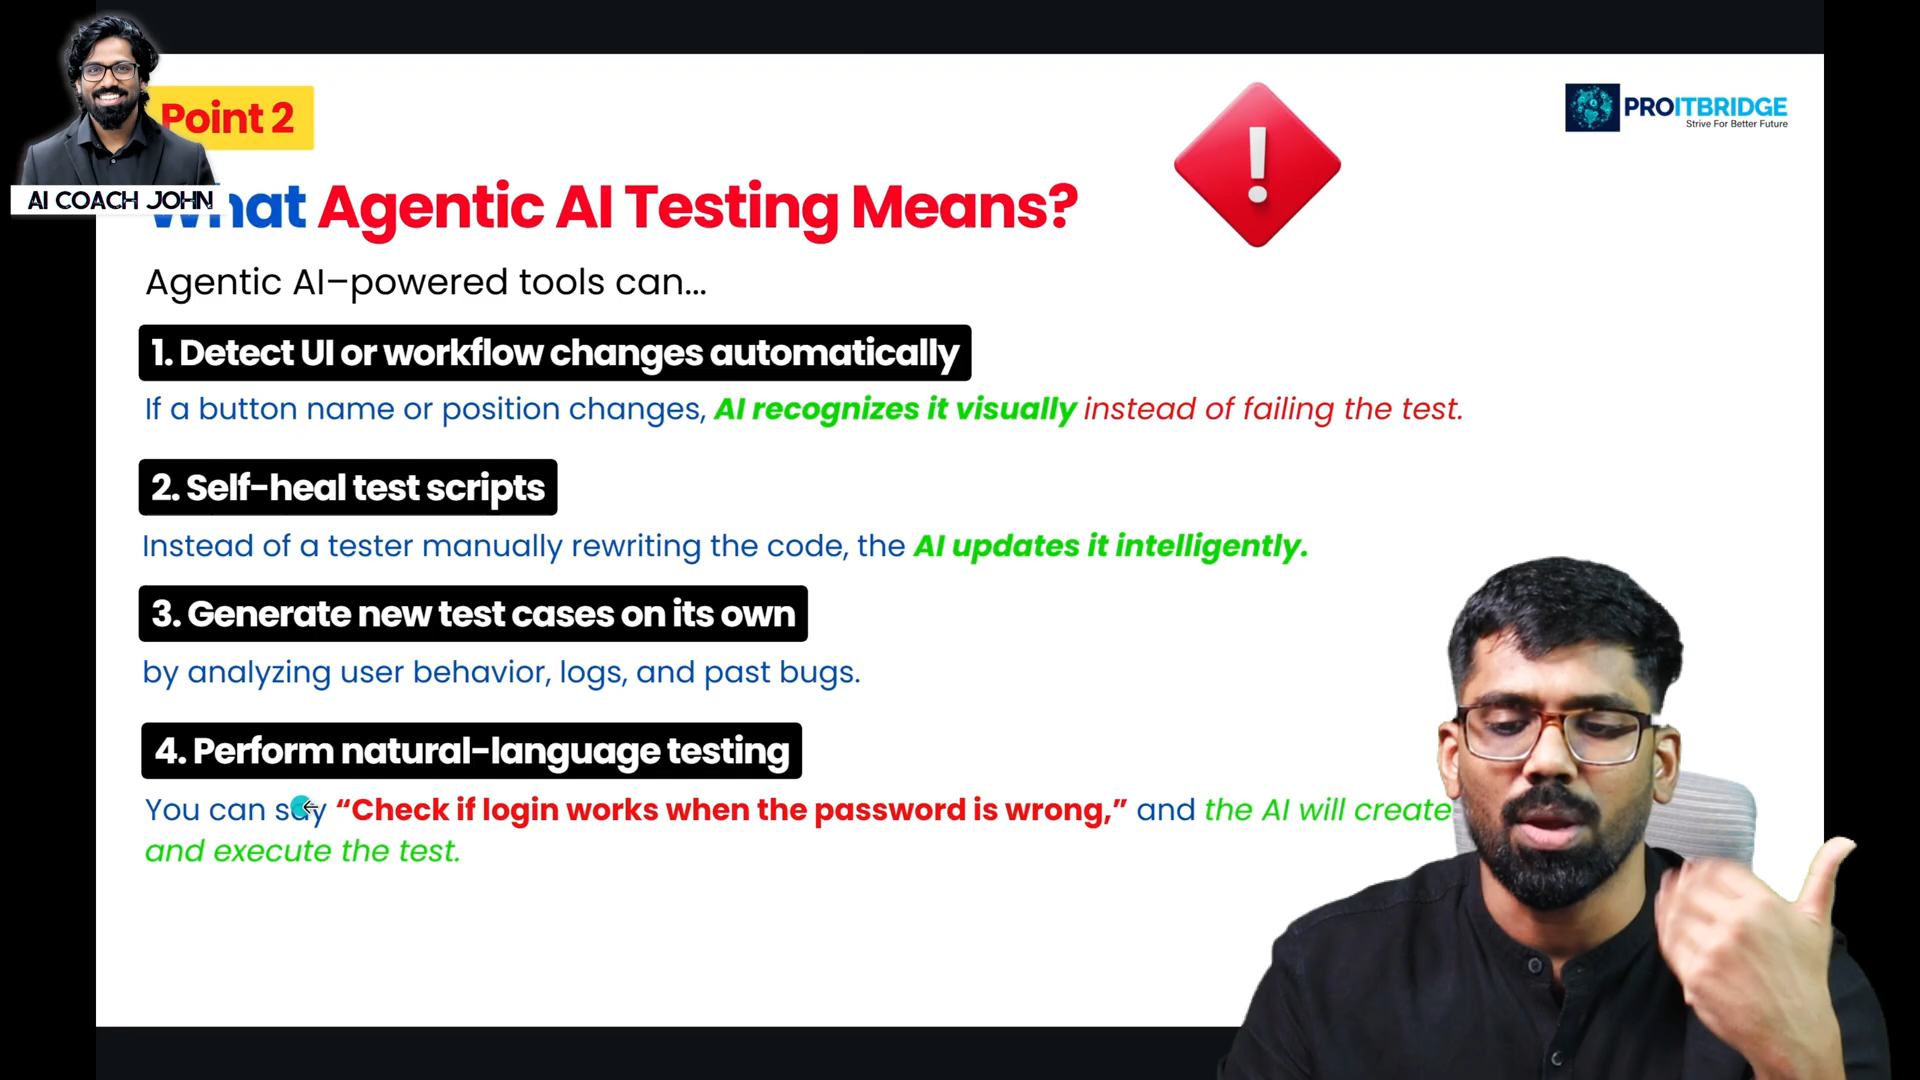 Point 2
PROITBRIDGE
Strive For Better Future
AI COACH JOHN
What Agentic AI Testing Means?
Agentic AI–powered tools can...
1. Detect UI or workflow changes automatically
If a button name or position changes, AI recognizes it visually instead of failing the test.
2. Self-heal test scripts
Instead of a tester manually rewriting the code, the AI updates it intelligently.
3. Generate new test cases on its own
by analyzing user behavior, logs, and past bugs.
4. Perform natural-language testing
You can say “Check if login works when the password is wrong,” and the AI will create
and execute the test.